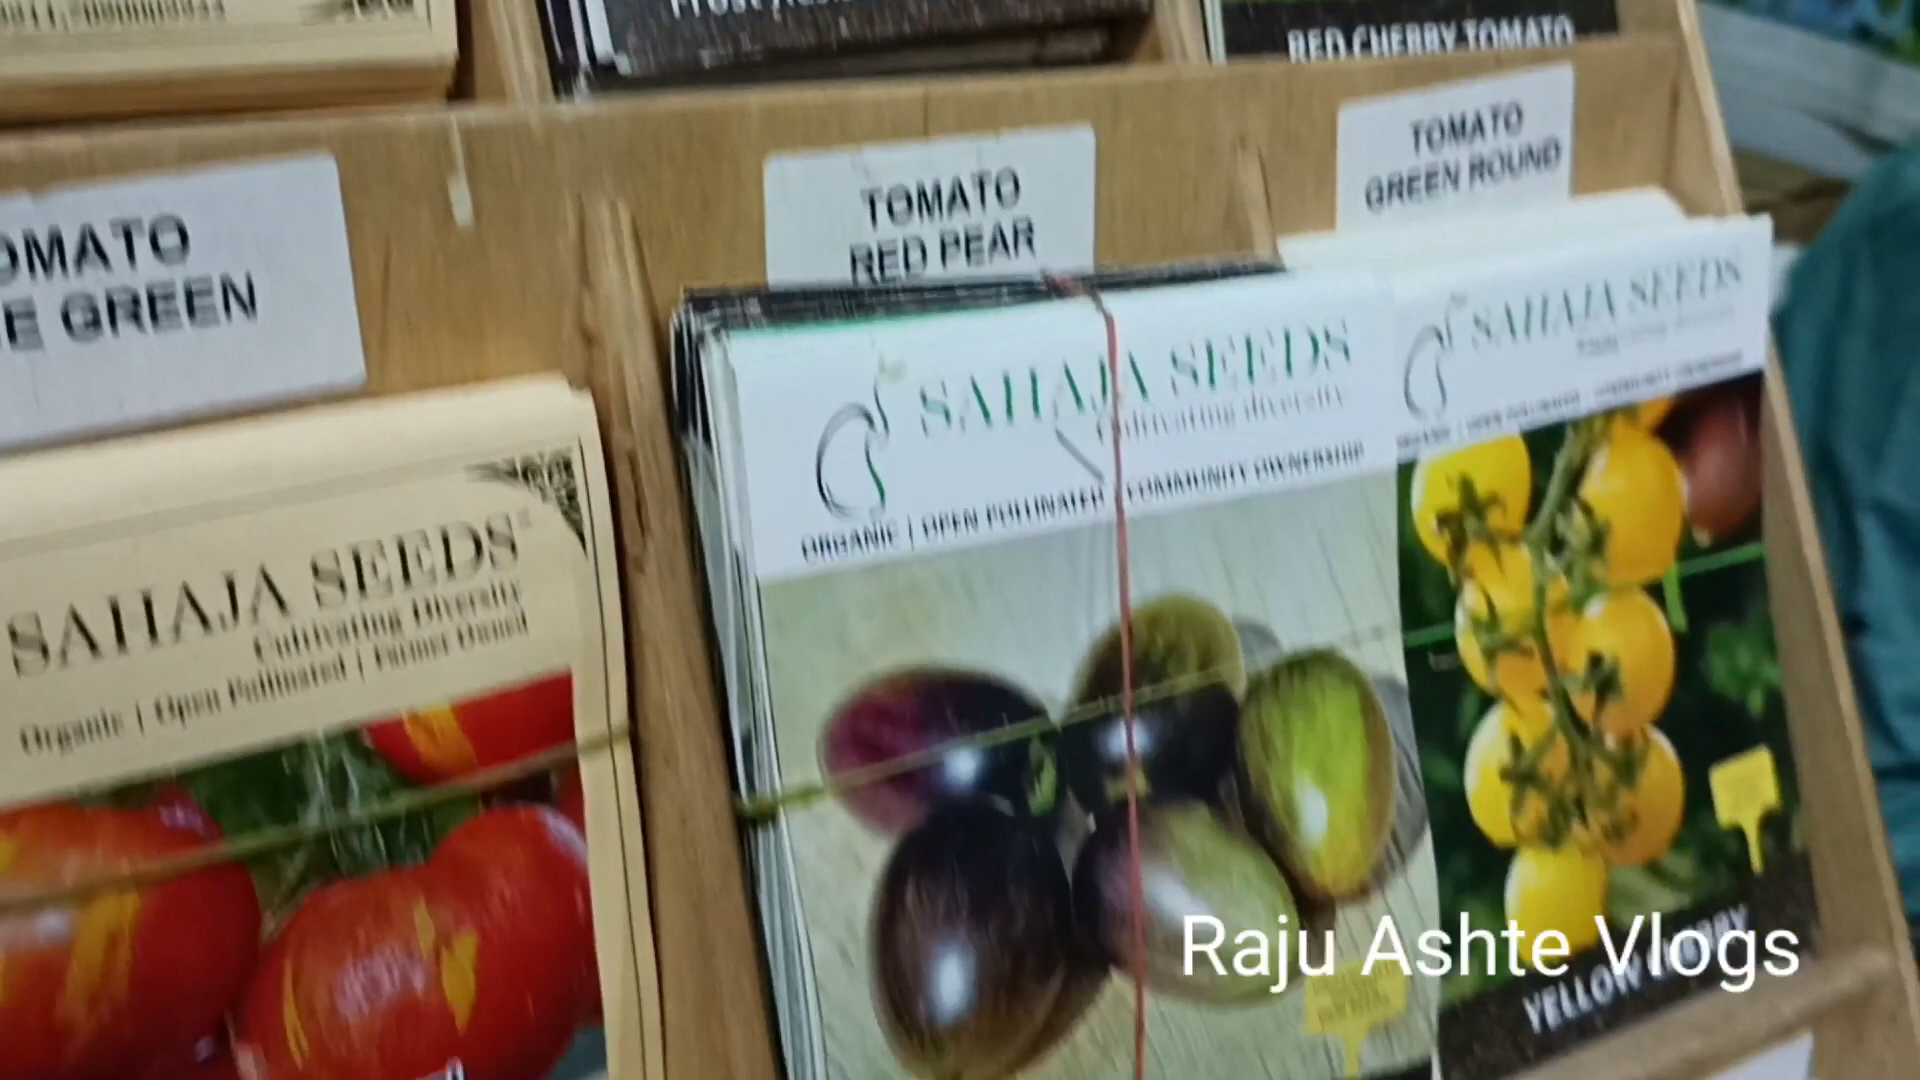 RED CHERRY TOMATO
TOMATO
GREEN ROUND
TOMATO
RED PEAR
OMATO
E GREEN
SAHAJA SEEDS
SAHAJA SEEDS
Cultivating diversity
ORGANIC | OPEN POLLINATED | COMMUNITY OWNERSHIP
SAHAJA SEEDS
Cultivating Diversity
Organic | Open Pollinated | Farmer Owned
YELLOW CHERRY
Raju Ashte Vlogs